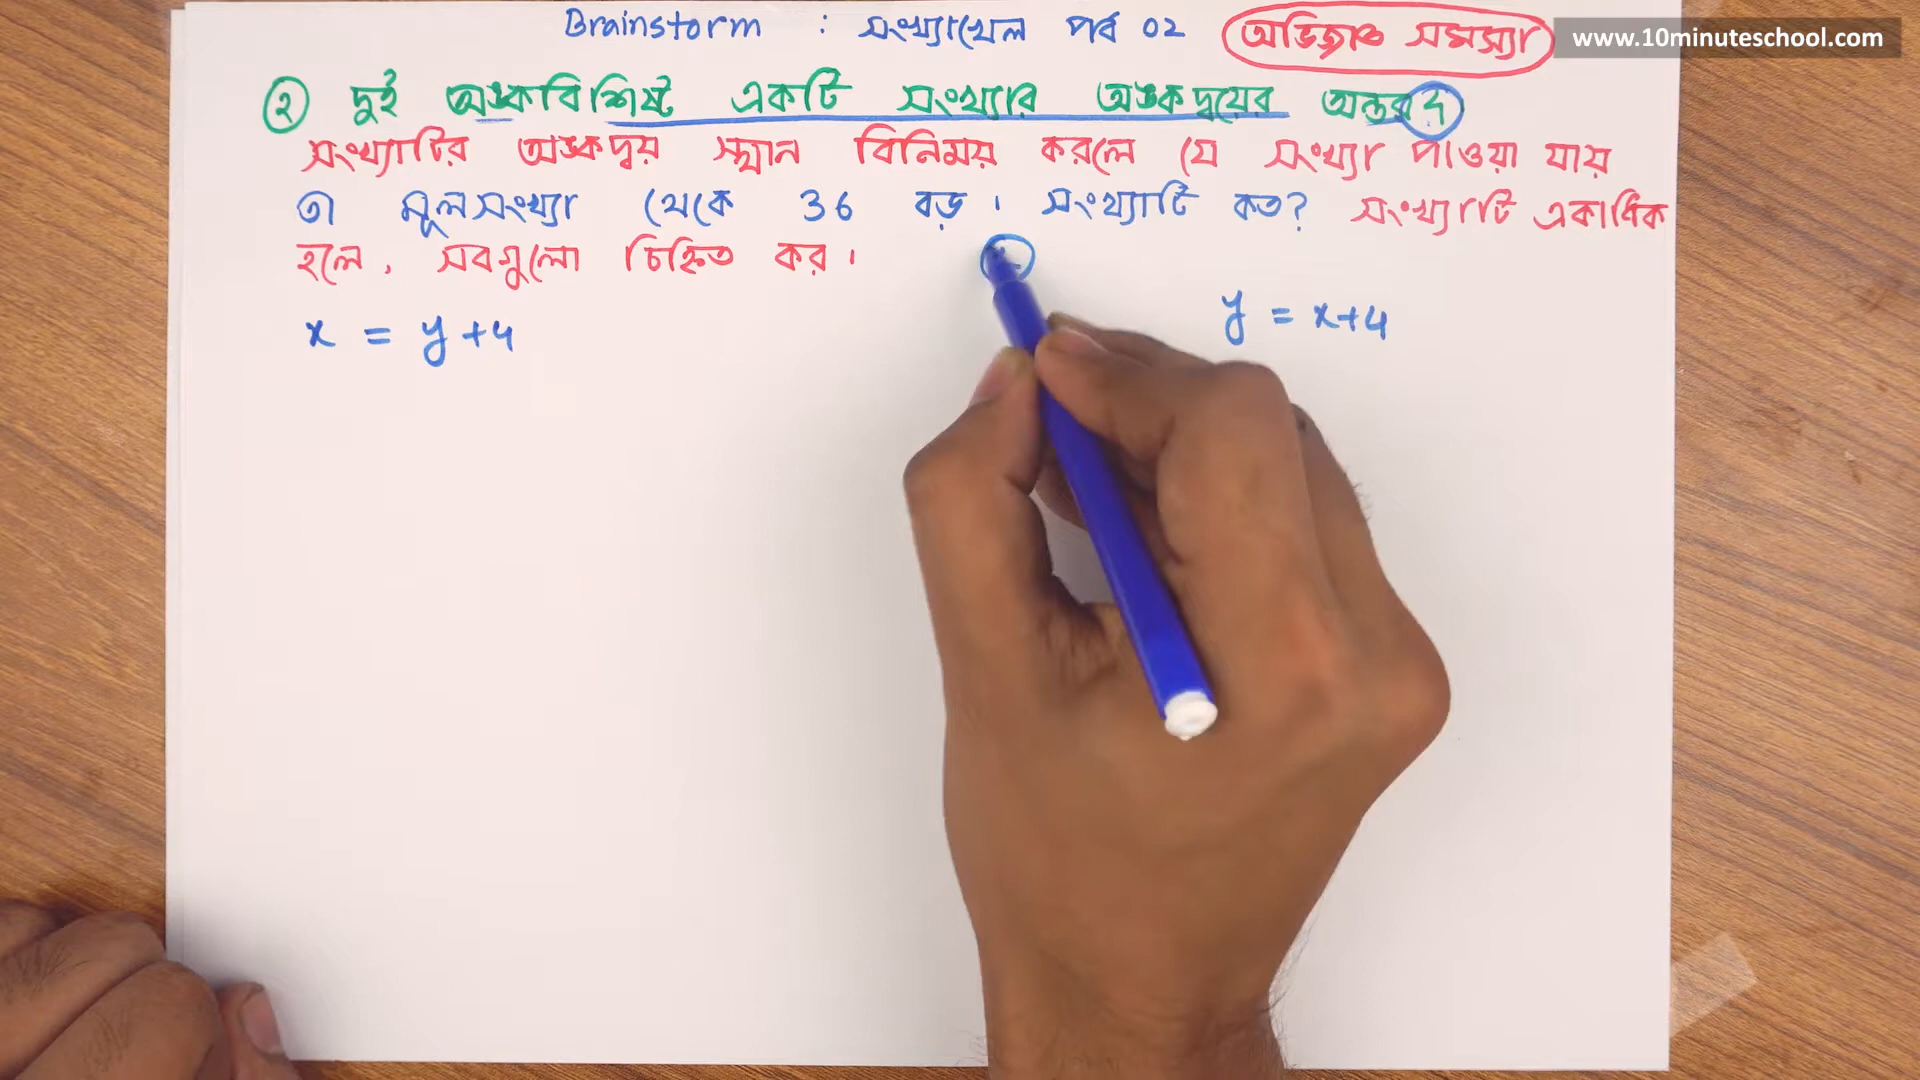 Brainstorm : সংখ্যাখেল পর্ব 02 অভিজ্ঞাত সমস্যা
www.10minuteschool.com
২ দুই অঙ্কবিশিষ্ট একটি সংখ্যার অঙ্কদ্বয়ের অন্তর 4
সংখ্যাটির অঙ্কদ্বয় স্থান বিনিময় করলে যে সংখ্যা পাওয়া যায়
তা মূলসংখ্যা থেকে 36 বড়। সংখ্যাটি কত? সংখ্যাটি একাধিক
হলে, সবগুলো চিহ্নিত কর।
x = y+4
y = x+4